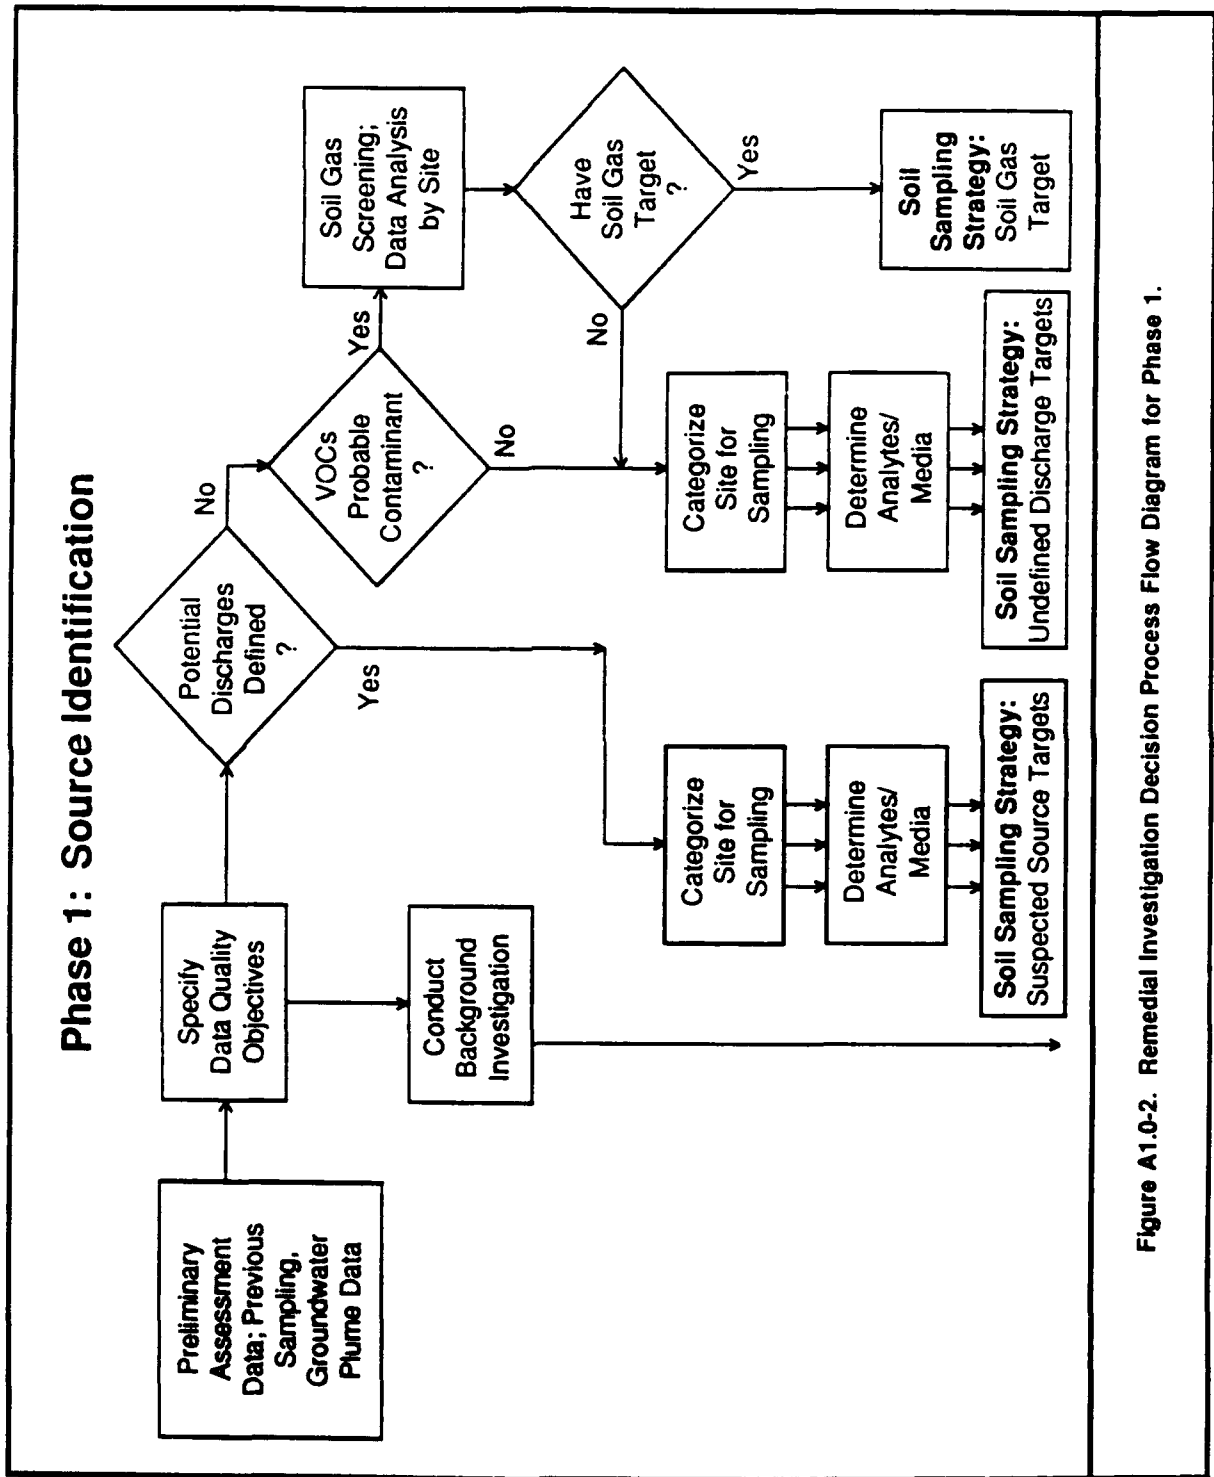 Phase 1: Source Identification
Preliminary
Assessment
Data; Previous
Sampling,
Groundwater
Plume Data
Specify
Data Quality
Objectives
Conduct
Background
Investigation
Potential
Discharges
Defined
?
No
Yes
VOCs
Probable
Contaminant
?
Yes
No
Soil Gas
Screening;
Data Analysis
by Site
Have
Soil Gas
Target
?
No
Yes
Categorize
Site for
Sampling
Determine
Analytes/
Media
Soil Sampling Strategy:
Suspected Source Targets
Categorize
Site for
Sampling
Determine
Analytes/
Media
Soil Sampling Strategy:
Undefined Discharge Targets
Soil
Sampling
Strategy:
Soil Gas
Target
Figure A1.0-2. Remedial Investigation Decision Process Flow Diagram for Phase 1.